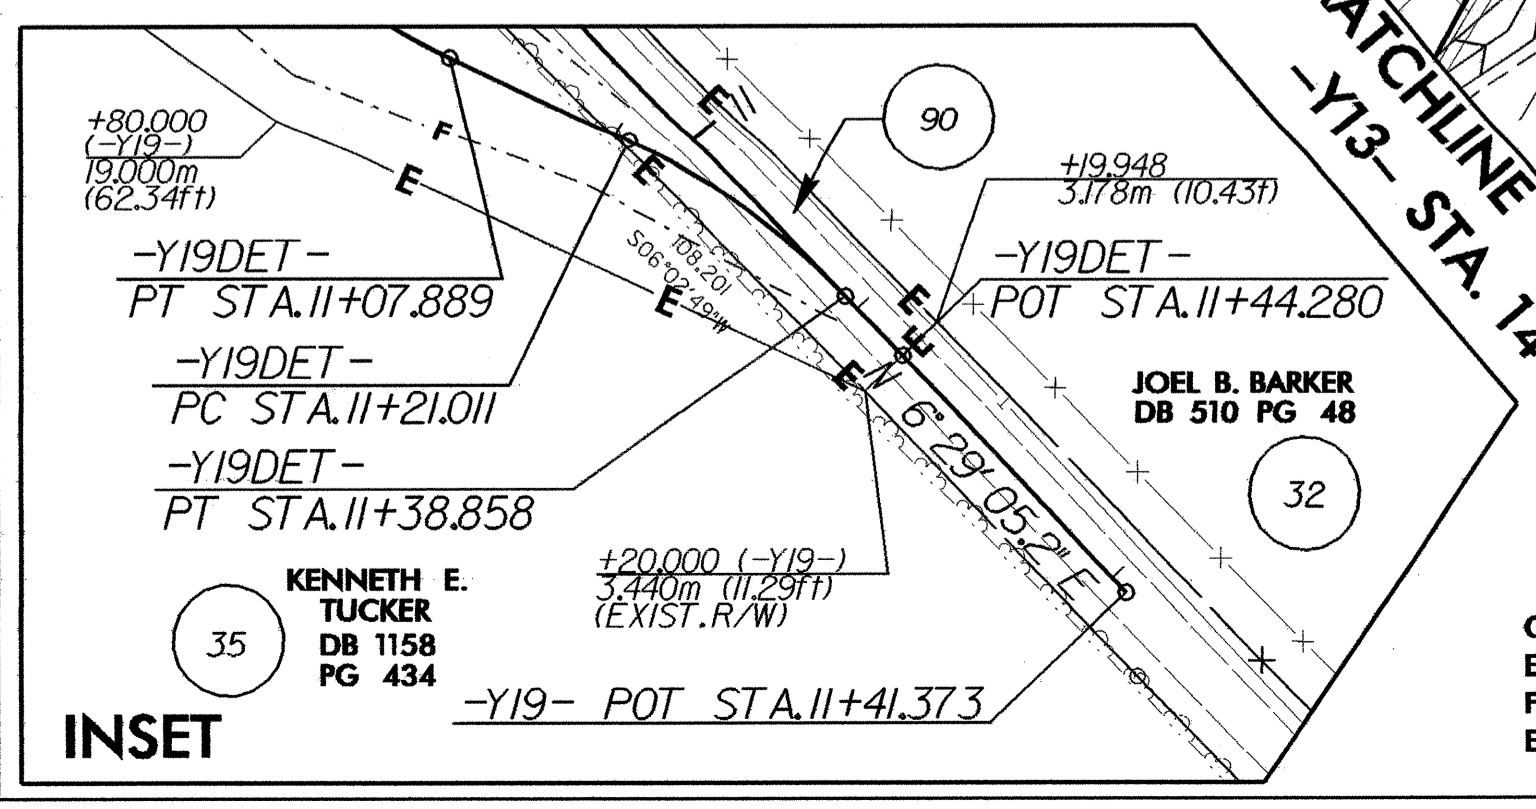 +80.000
(-Y19-)
19.000m
(62.34ft)
-Y19DET-
PT STA.11+07.889
-Y19DET-
PC STA.11+21.011
-Y19DET-
PT STA.11+38.858
KENNETH E.
TUCKER
DB 1158
PG 434
35
INSET
F
E
E
E
E
E
E
E
108.201
S06°02'49"W
90
+19.948
3.178m (10.43ft)
-Y19DET-
POT STA.11+44.280
JOEL B. BARKER
DB 510 PG 48
32
N 6°29'05.2" E
+20.000 (-Y19-)
3.440m (11.29ft)
(EXIST.R/W)
-Y19- POT STA.11+41.373
ATCHLINE
-Y13- STA. 14
E
F
E